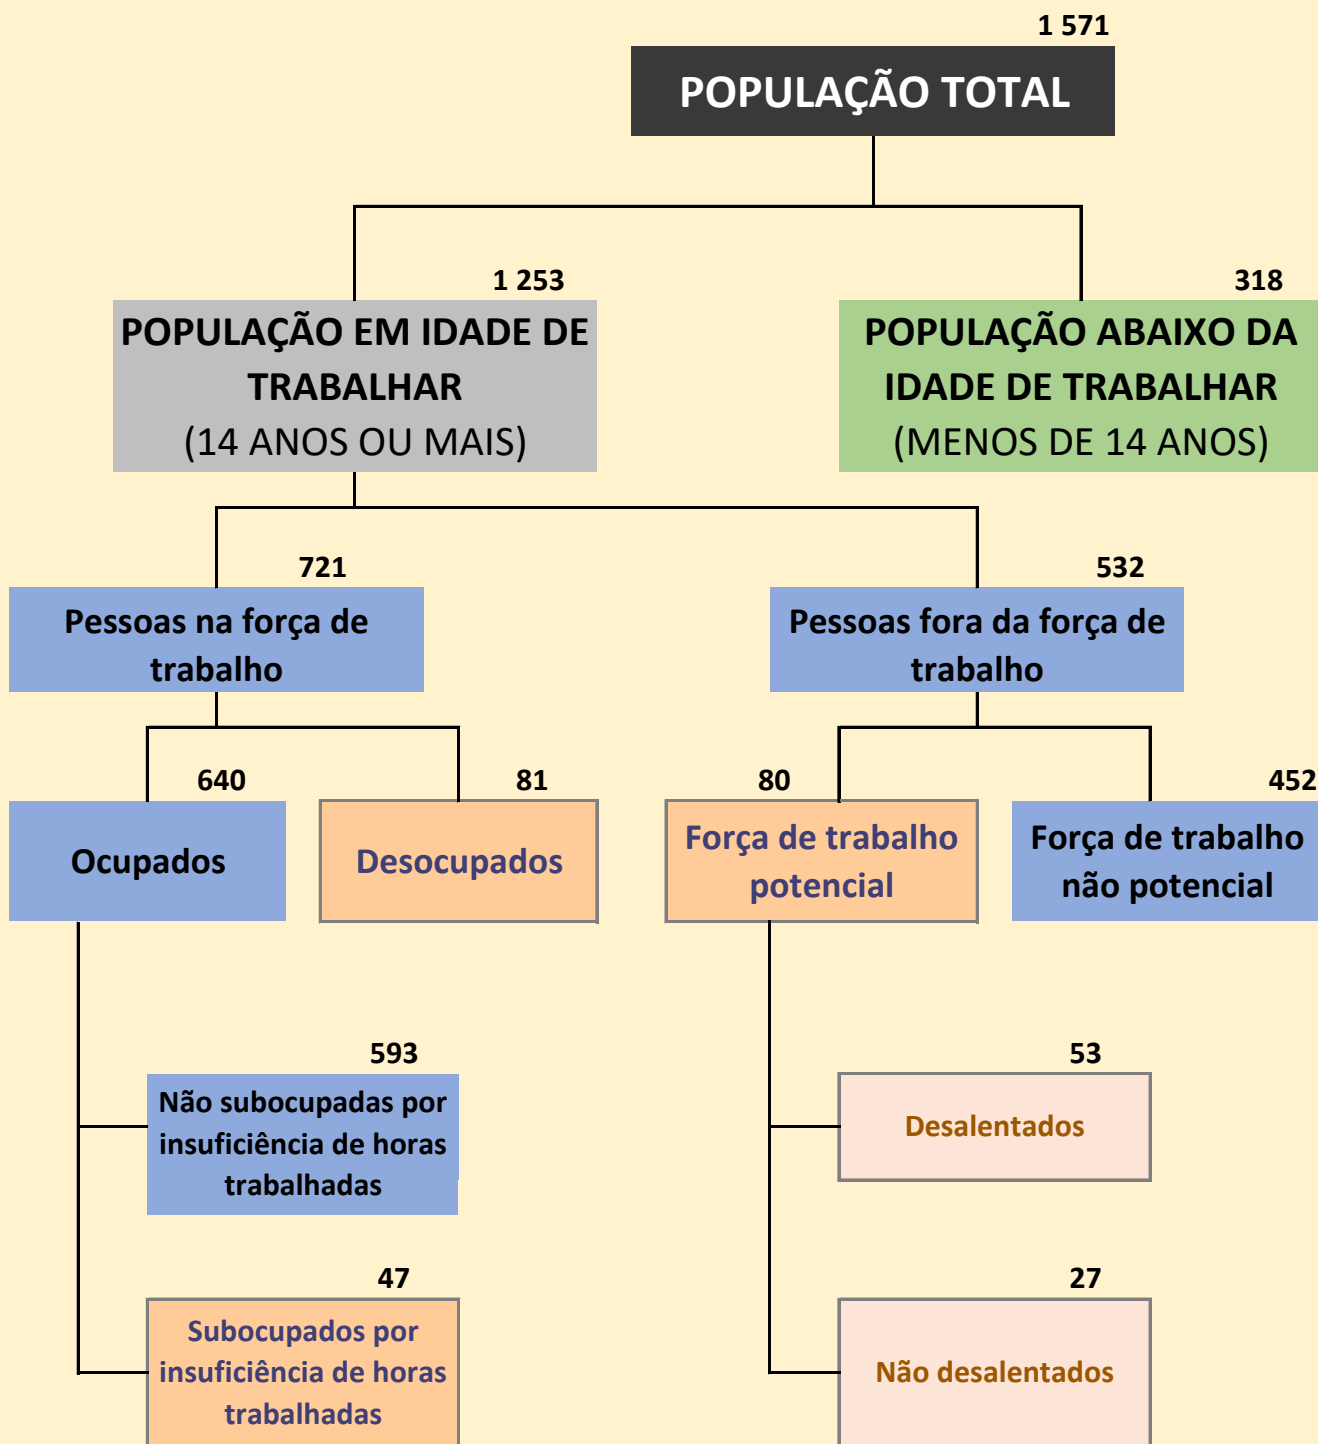 1 571
POPULAÇÃO TOTAL
1 253
POPULAÇÃO EM IDADE DE
TRABALHAR
(14 ANOS OU MAIS)
318
POPULAÇÃO ABAIXO DA
IDADE DE TRABALHAR
(MENOS DE 14 ANOS)
721
Pessoas na força de
trabalho
532
Pessoas fora da força de
trabalho
640
Ocupados
81
Desocupados
80
Força de trabalho
potencial
452
Força de trabalho
não potencial
593
Não subocupadas por
insuficiência de horas
trabalhadas
53
Desalentados
47
Subocupados por
insuficiência de horas
trabalhadas
27
Não desalentados